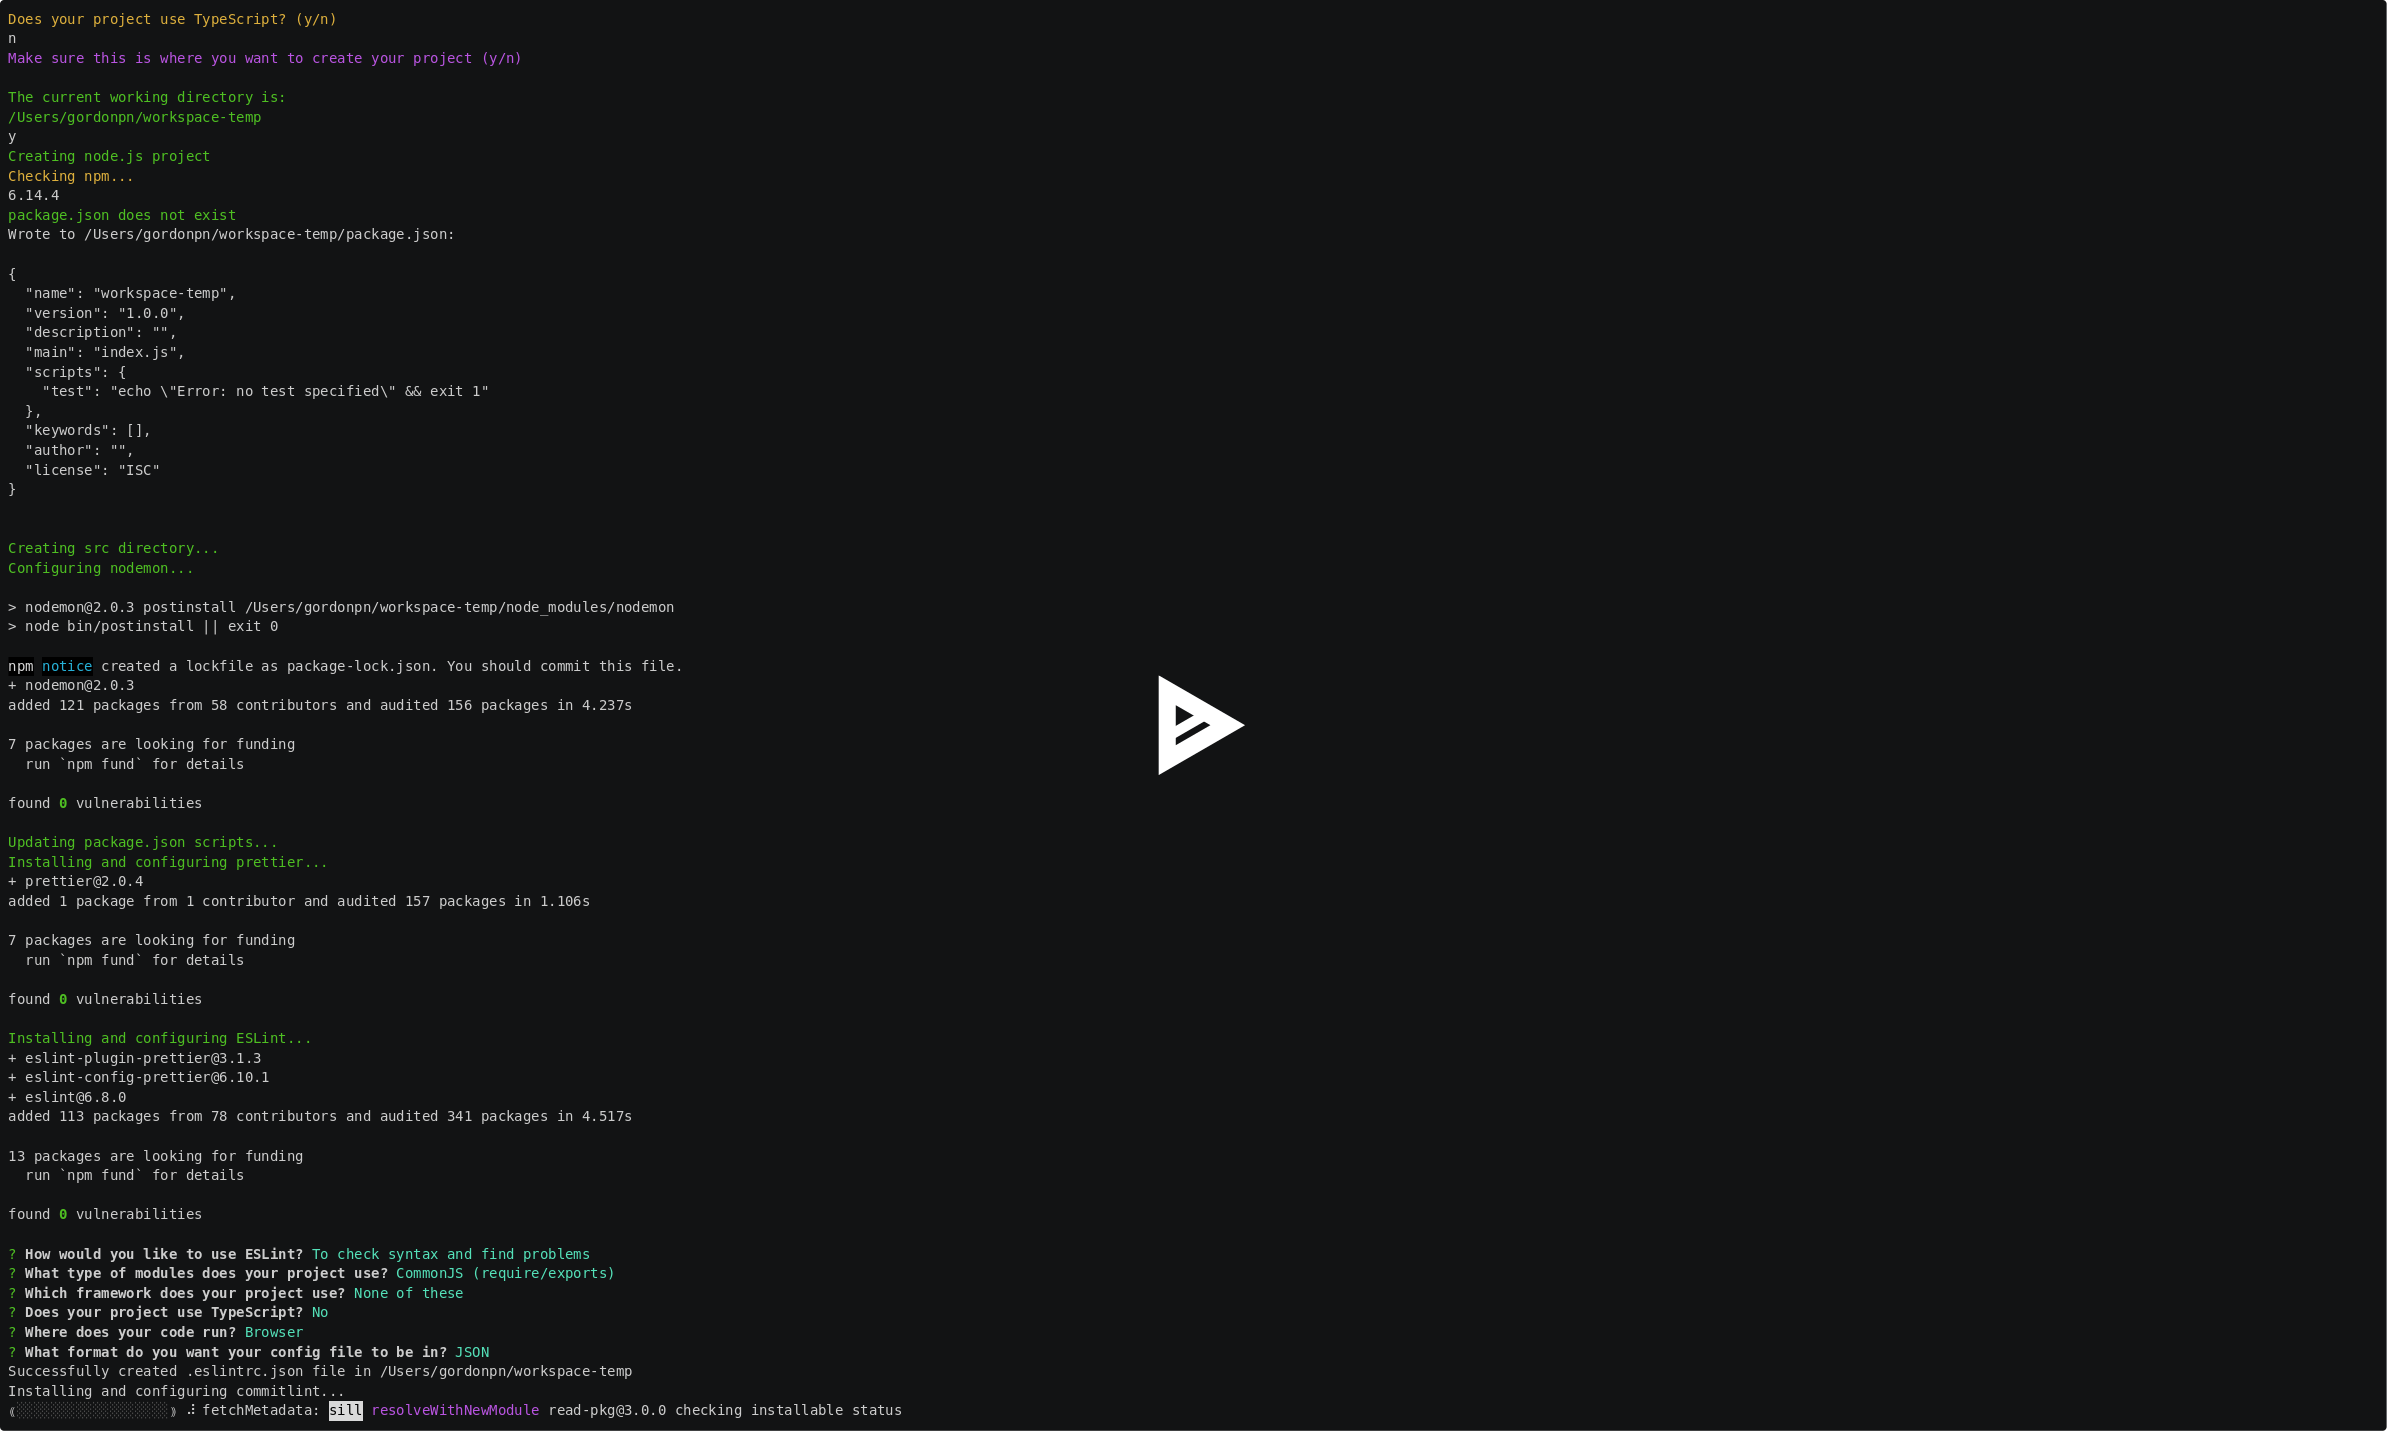 Does your project use TypeScript? (y/n)
n
Make sure this is where you want to create your project (y/n)
The current working directory is:
/Users/gordonpn/workspace-temp
y
Creating node.js project
Checking npm...
6.14.4
package.json does not exist
Wrote to /Users/gordonpn/workspace-temp/package.json:
{
  "name": "workspace-temp",
  "version": "1.0.0",
  "description": "",
  "main": "index.js",
  "scripts": {
    "test": "echo \"Error: no test specified\" && exit 1"
  },
  "keywords": [],
  "author": "",
  "license": "ISC"
}
Creating src directory...
Configuring nodemon...
> nodemon@2.0.3 postinstall /Users/gordonpn/workspace-temp/node_modules/nodemon
> node bin/postinstall || exit 0
npm notice created a lockfile as package-lock.json. You should commit this file.
+ nodemon@2.0.3
added 121 packages from 58 contributors and audited 156 packages in 4.237s
7 packages are looking for funding
  run `npm fund` for details
found 0 vulnerabilities
Updating package.json scripts...
Installing and configuring prettier...
+ prettier@2.0.4
added 1 package from 1 contributor and audited 157 packages in 1.106s
7 packages are looking for funding
  run `npm fund` for details
found 0 vulnerabilities
Installing and configuring ESLint...
+ eslint-plugin-prettier@3.1.3
+ eslint-config-prettier@6.10.1
+ eslint@6.8.0
added 113 packages from 78 contributors and audited 341 packages in 4.517s
13 packages are looking for funding
  run `npm fund` for details
found 0 vulnerabilities
? How would you like to use ESLint? To check syntax and find problems
? What type of modules does your project use? CommonJS (require/exports)
? Which framework does your project use? None of these
? Does your project use TypeScript? No
? Where does your code run? Browser
? What format do you want your config file to be in? JSON
Successfully created .eslintrc.json file in /Users/gordonpn/workspace-temp
Installing and configuring commitlint...
⸨░░░░░░░░░░░░░░░░░░⸩ ⠼ fetchMetadata: sill resolveWithNewModule read-pkg@3.0.0 checking installable status